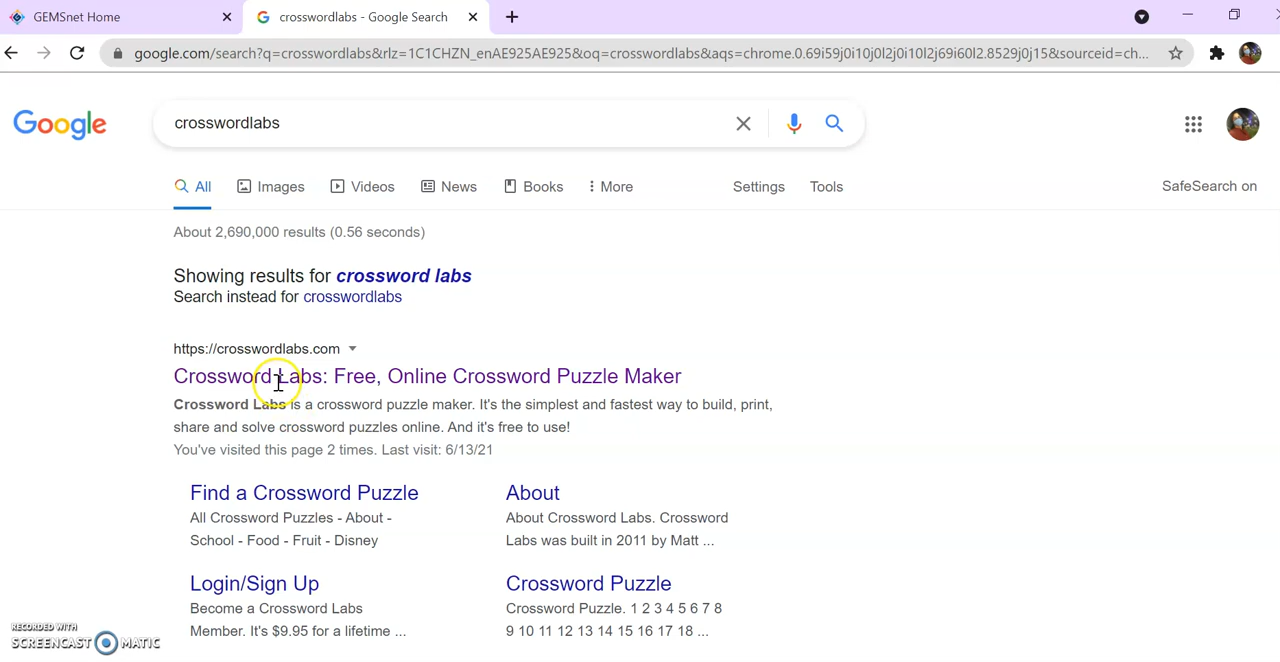 GEMSnet Home
crosswordlabs - Google Search
google.com/search?q=crosswordlabs&rlz=1C1CHZN_enAE925AE925&oq=crosswordlabs&aqs=chrome.0.69i59j0i10j0l2j0i10l2j69i60l2.8529j0j15&sourceid=ch...
Google
crosswordlabs
All Images Videos News Books More Settings Tools SafeSearch on
About 2,690,000 results (0.56 seconds)
Showing results for crossword labs
Search instead for crosswordlabs
https://crosswordlabs.com
Crossword Labs: Free, Online Crossword Puzzle Maker
Crossword Labs is a crossword puzzle maker. It's the simplest and fastest way to build, print,
share and solve crossword puzzles online. And it's free to use!
You've visited this page 2 times. Last visit: 6/13/21
Find a Crossword Puzzle
All Crossword Puzzles - About -
School - Food - Fruit - Disney
About
About Crossword Labs. Crossword
Labs was built in 2011 by Matt ...
Login/Sign Up
Become a Crossword Labs
Member. It's $9.95 for a lifetime ...
Crossword Puzzle
Crossword Puzzle. 1 2 3 4 5 6 7 8
9 10 11 12 13 14 15 16 17 18 ...
RECORDED WITH
SCREENCAST MATIC